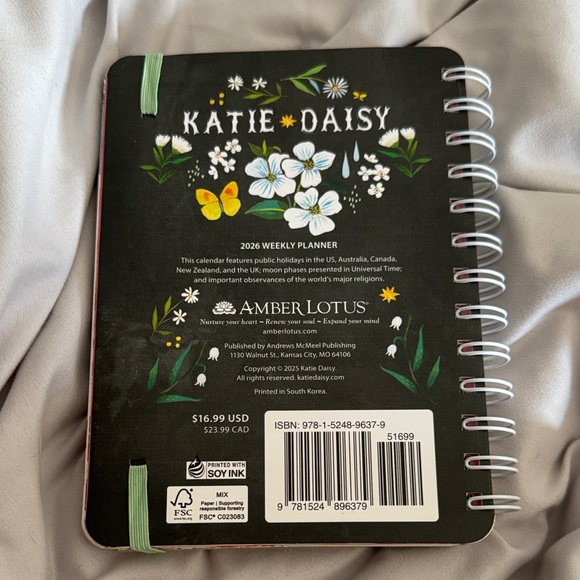 KATIE DAISY
2026 WEEKLY PLANNER
This calendar features public holidays in the US, Australia, Canada,
New Zealand, and the UK; moon phases presented in Universal Time;
and important observances of the world's major religions.
AMBER LOTUS®
Nurture your heart ~ Renew your soul ~ Expand your mind
amberlotus.com
Published by Andrews McMeel Publishing
1130 Walnut St., Kansas City, MO 64106
Copyright © 2025 Katie Daisy.
All rights reserved. katiedaisy.com
Printed in South Korea.
$16.99 USD
$23.99 CAD
PRINTED WITH
SOY INK
FSC
www.fsc.org
MIX
Paper | Supporting
responsible forestry
FSC® C023083
ISBN: 978-1-5248-9637-9
51699
9 781524 896379